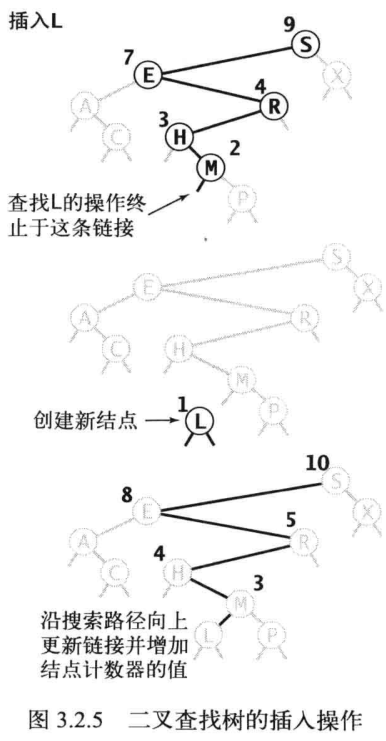 插入L
9
S
7
E
X
4
R
A
3
H
C
2
M
P
查找L的操作终
止于这条链接
S
E
X
A
R
C
H
M
P
创建新结点
1
L
10
S
8
E
X
5
R
A
4
H
C
3
M
L
P
沿搜索路径向上
更新链接并增加
结点计数器的值
图 3.2.5 二叉查找树的插入操作